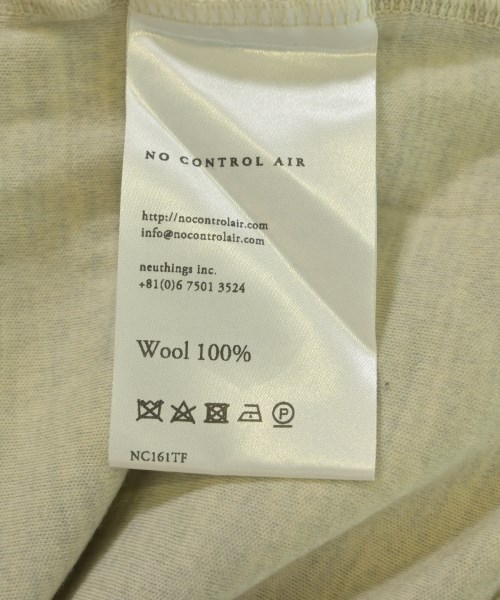 NO CONTROL AIR
http://nocontrolair.com
info@nocontrolair.com
neuthings inc.
+81(0)6 7501 3524
Wool 100%
P
NC161TF